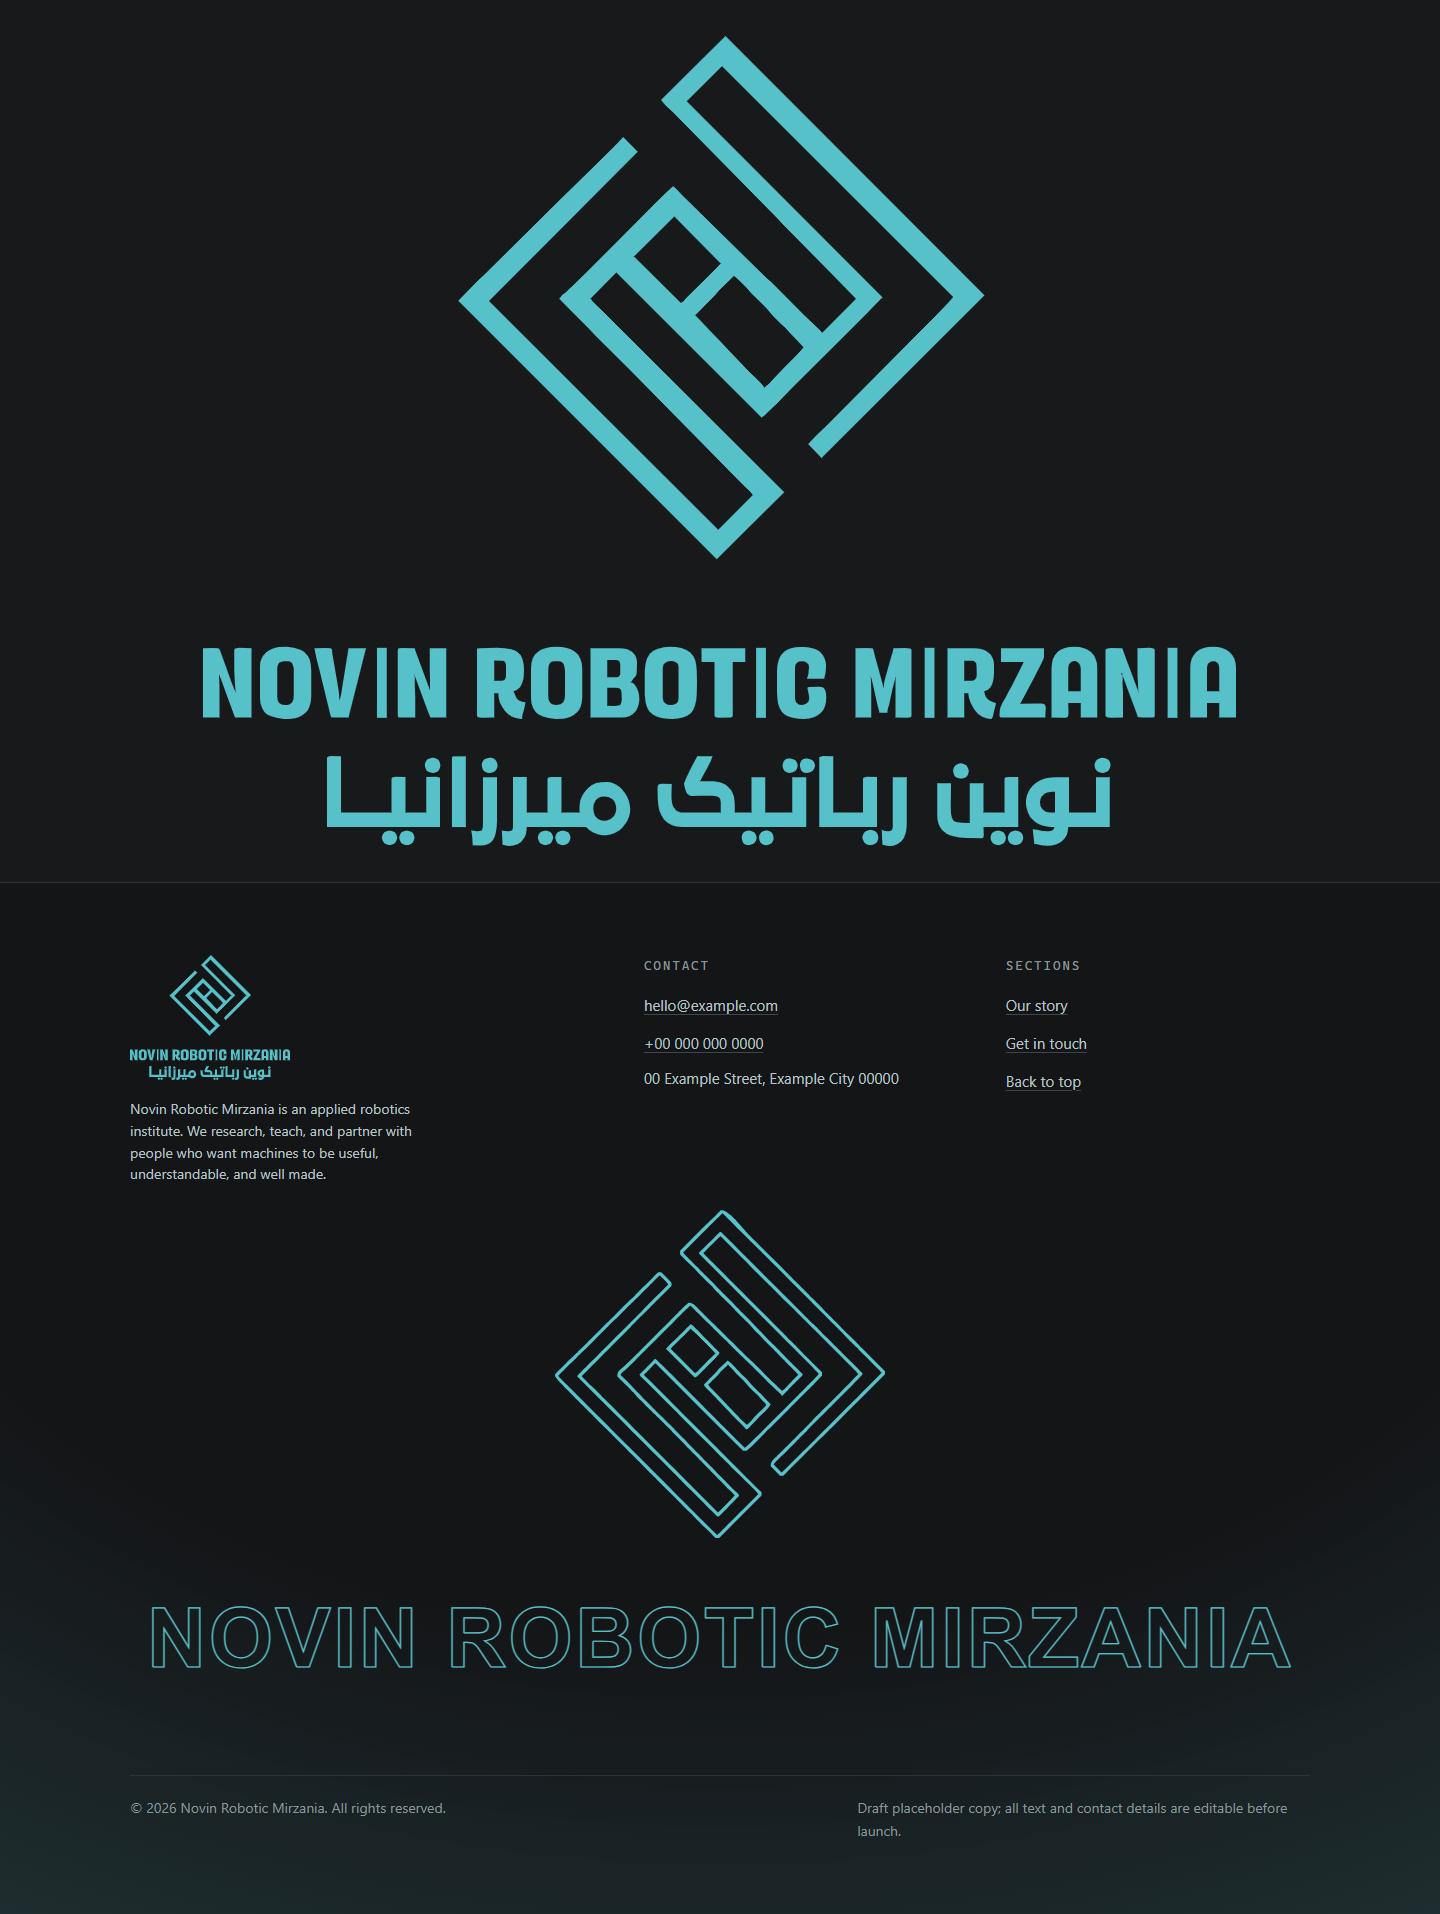 NOVIN ROBOTIC MIRZANIA
نوین رباتیک میرزانیا
NOVIN ROBOTIC MIRZANIA
نوین رباتیک میرزانیا
Novin Robotic Mirzania is an applied robotics
institute. We research, teach, and partner with
people who want machines to be useful,
understandable, and well made.
CONTACT
hello@example.com
+00 000 000 0000
00 Example Street, Example City 00000
SECTIONS
Our story
Get in touch
Back to top
NOVIN ROBOTIC MIRZANIA
© 2026 Novin Robotic Mirzania. All rights reserved.
Draft placeholder copy; all text and contact details are editable before
launch.